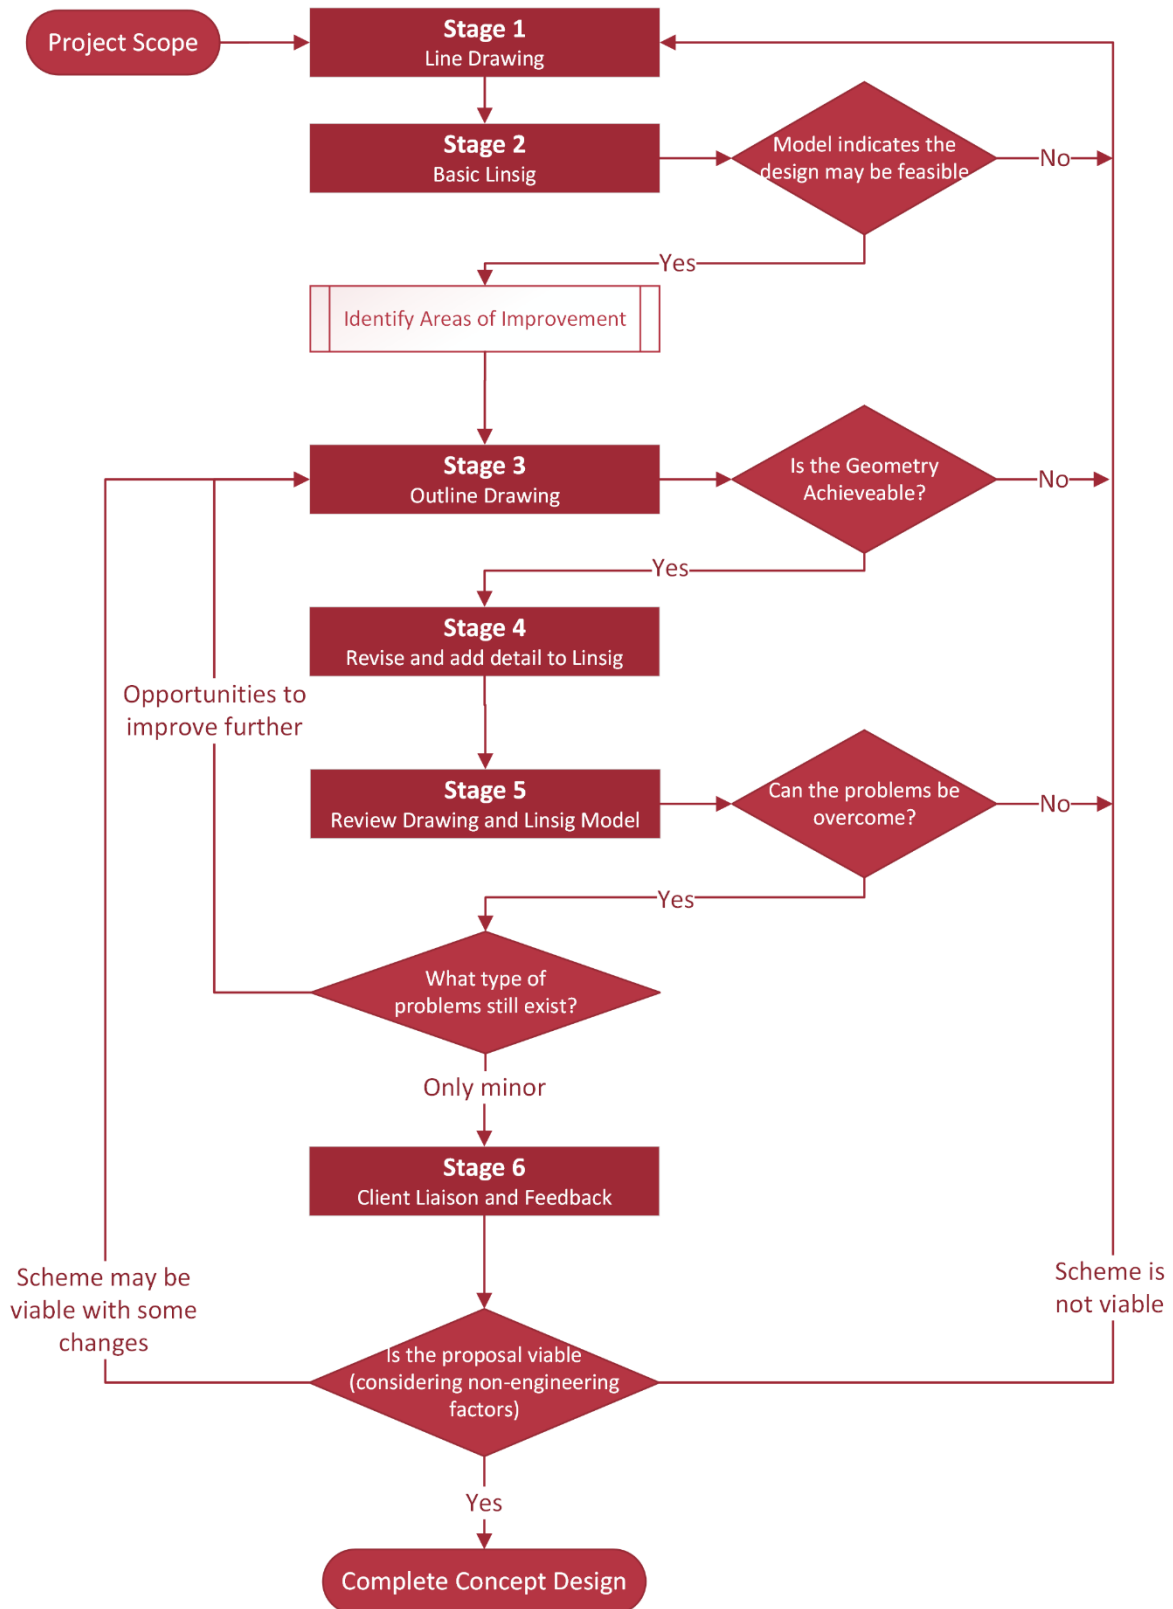 Project Scope
Stage 1
Line Drawing
Stage 2
Basic Linsig
Model indicates the
design may be feasible
No
Yes
Identify Areas of Improvement
Stage 3
Outline Drawing
Is the Geometry
Achieveable?
No
Yes
Stage 4
Revise and add detail to Linsig
Opportunities to
improve further
Stage 5
Review Drawing and Linsig Model
Can the problems be
overcome?
No
Yes
What type of
problems still exist?
Only minor
Stage 6
Client Liaison and Feedback
Scheme may be
viable with some
changes
Scheme is
not viable
Is the proposal viable
(considering non-engineering
factors)
Yes
Complete Concept Design